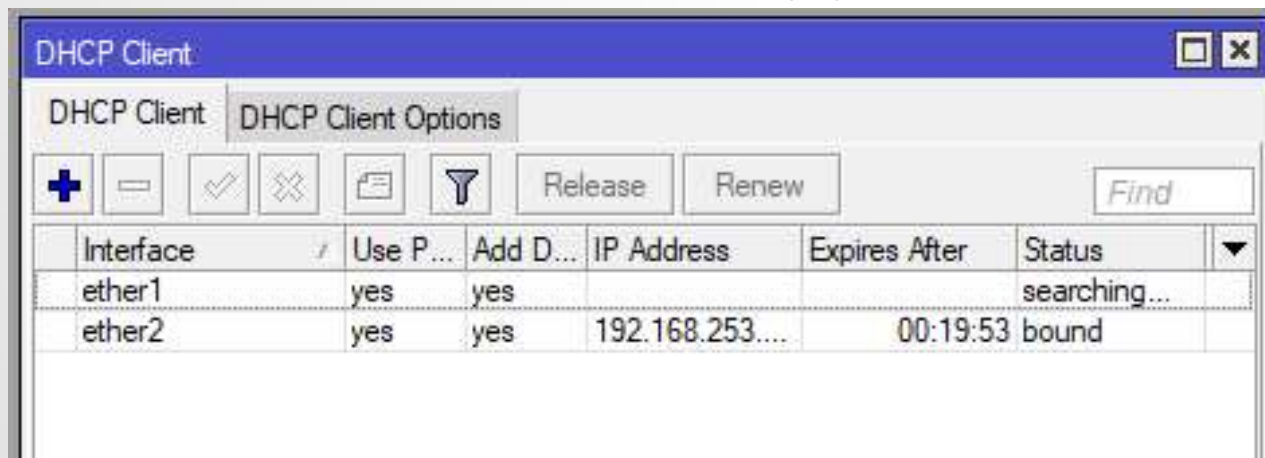 DHCP Client
DHCP Client DHCP Client Options
Release Renew Find
Interface Use P... Add D... IP Address Expires After Status
ether1 yes yes searching...
ether2 yes yes 192.168.253.... 00:19:53 bound